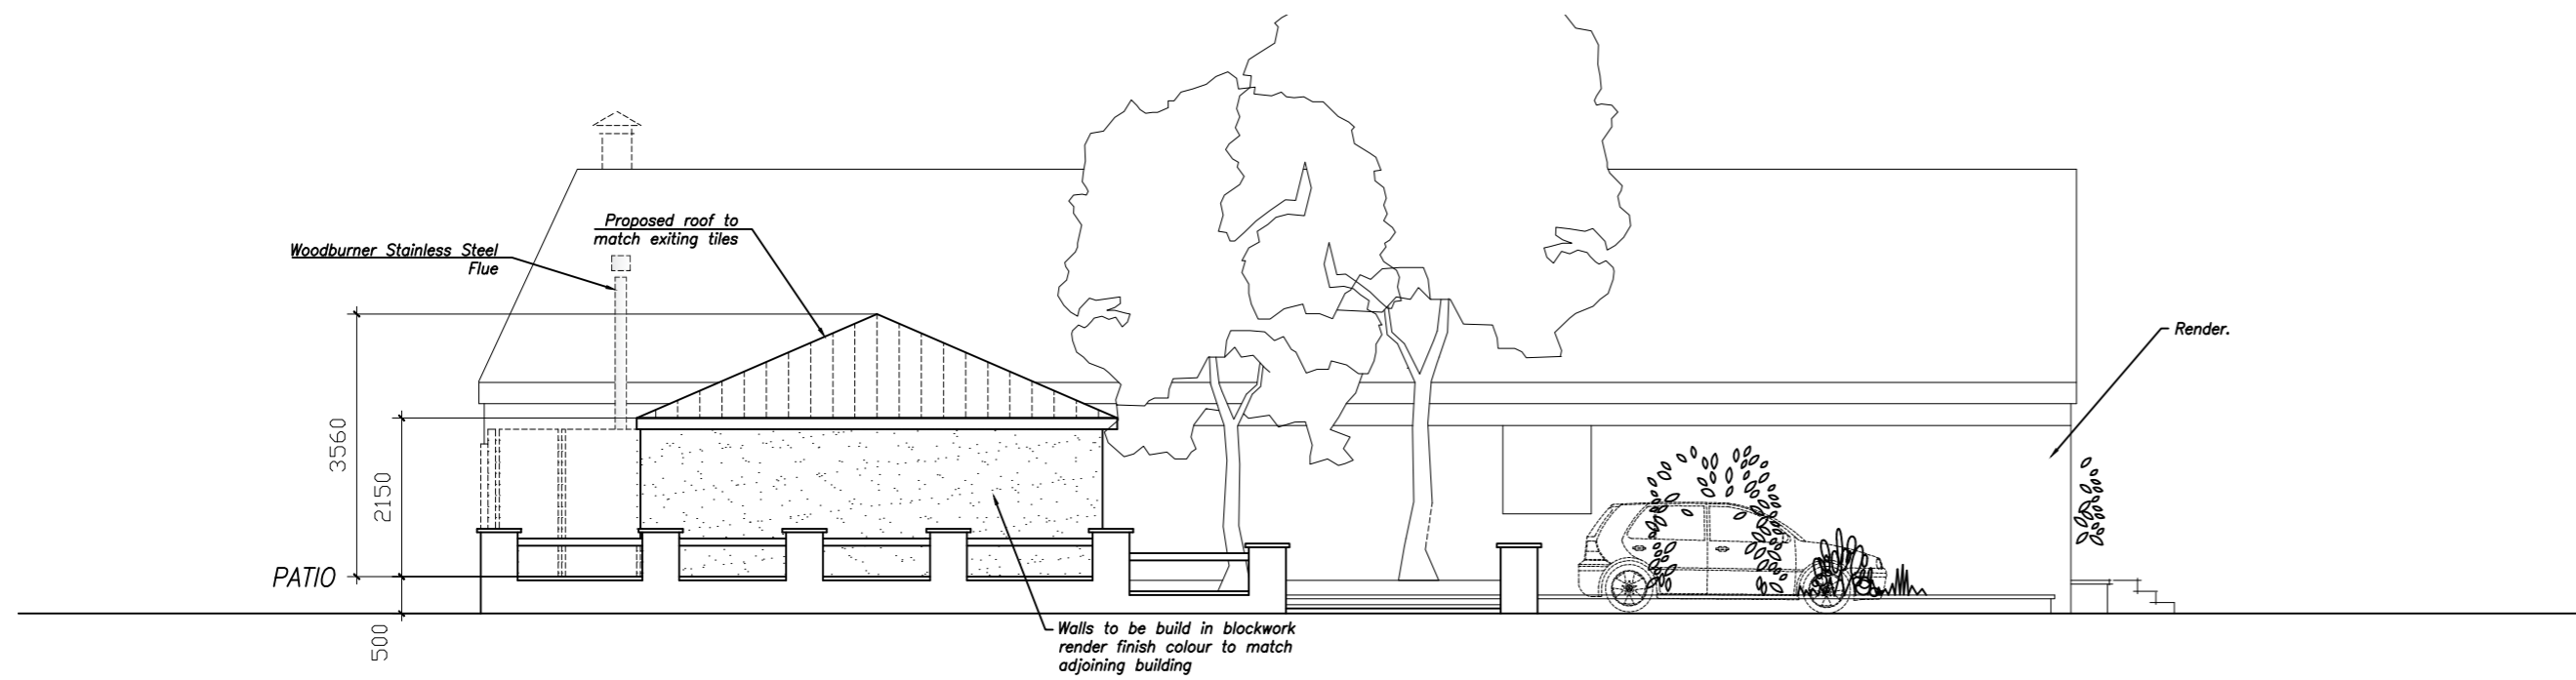 Proposed roof to
match exiting tiles
Woodburner Stainless Steel
Flue
Render.
3560
2150
PATIO
500
Walls to be build in blockwork
render finish colour to match
adjoining building